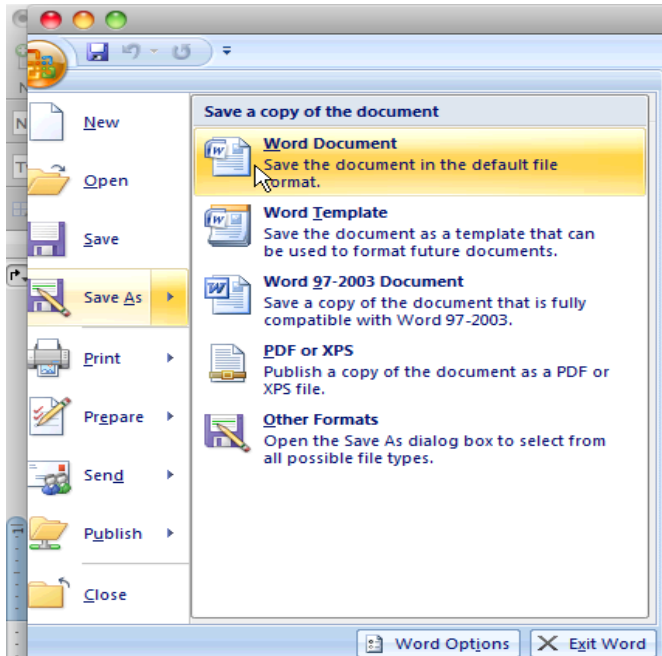 New
Open
Save
Save As
Print
Prepare
Send
Publish
Close
Save a copy of the document
Word Document
Save the document in the default file
format.
Word Template
Save the document as a template that can
be used to format future documents.
Word 97-2003 Document
Save a copy of the document that is fully
compatible with Word 97-2003.
PDF or XPS
Publish a copy of the document as a PDF or
XPS file.
Other Formats
Open the Save As dialog box to select from
all possible file types.
Word Options
Exit Word